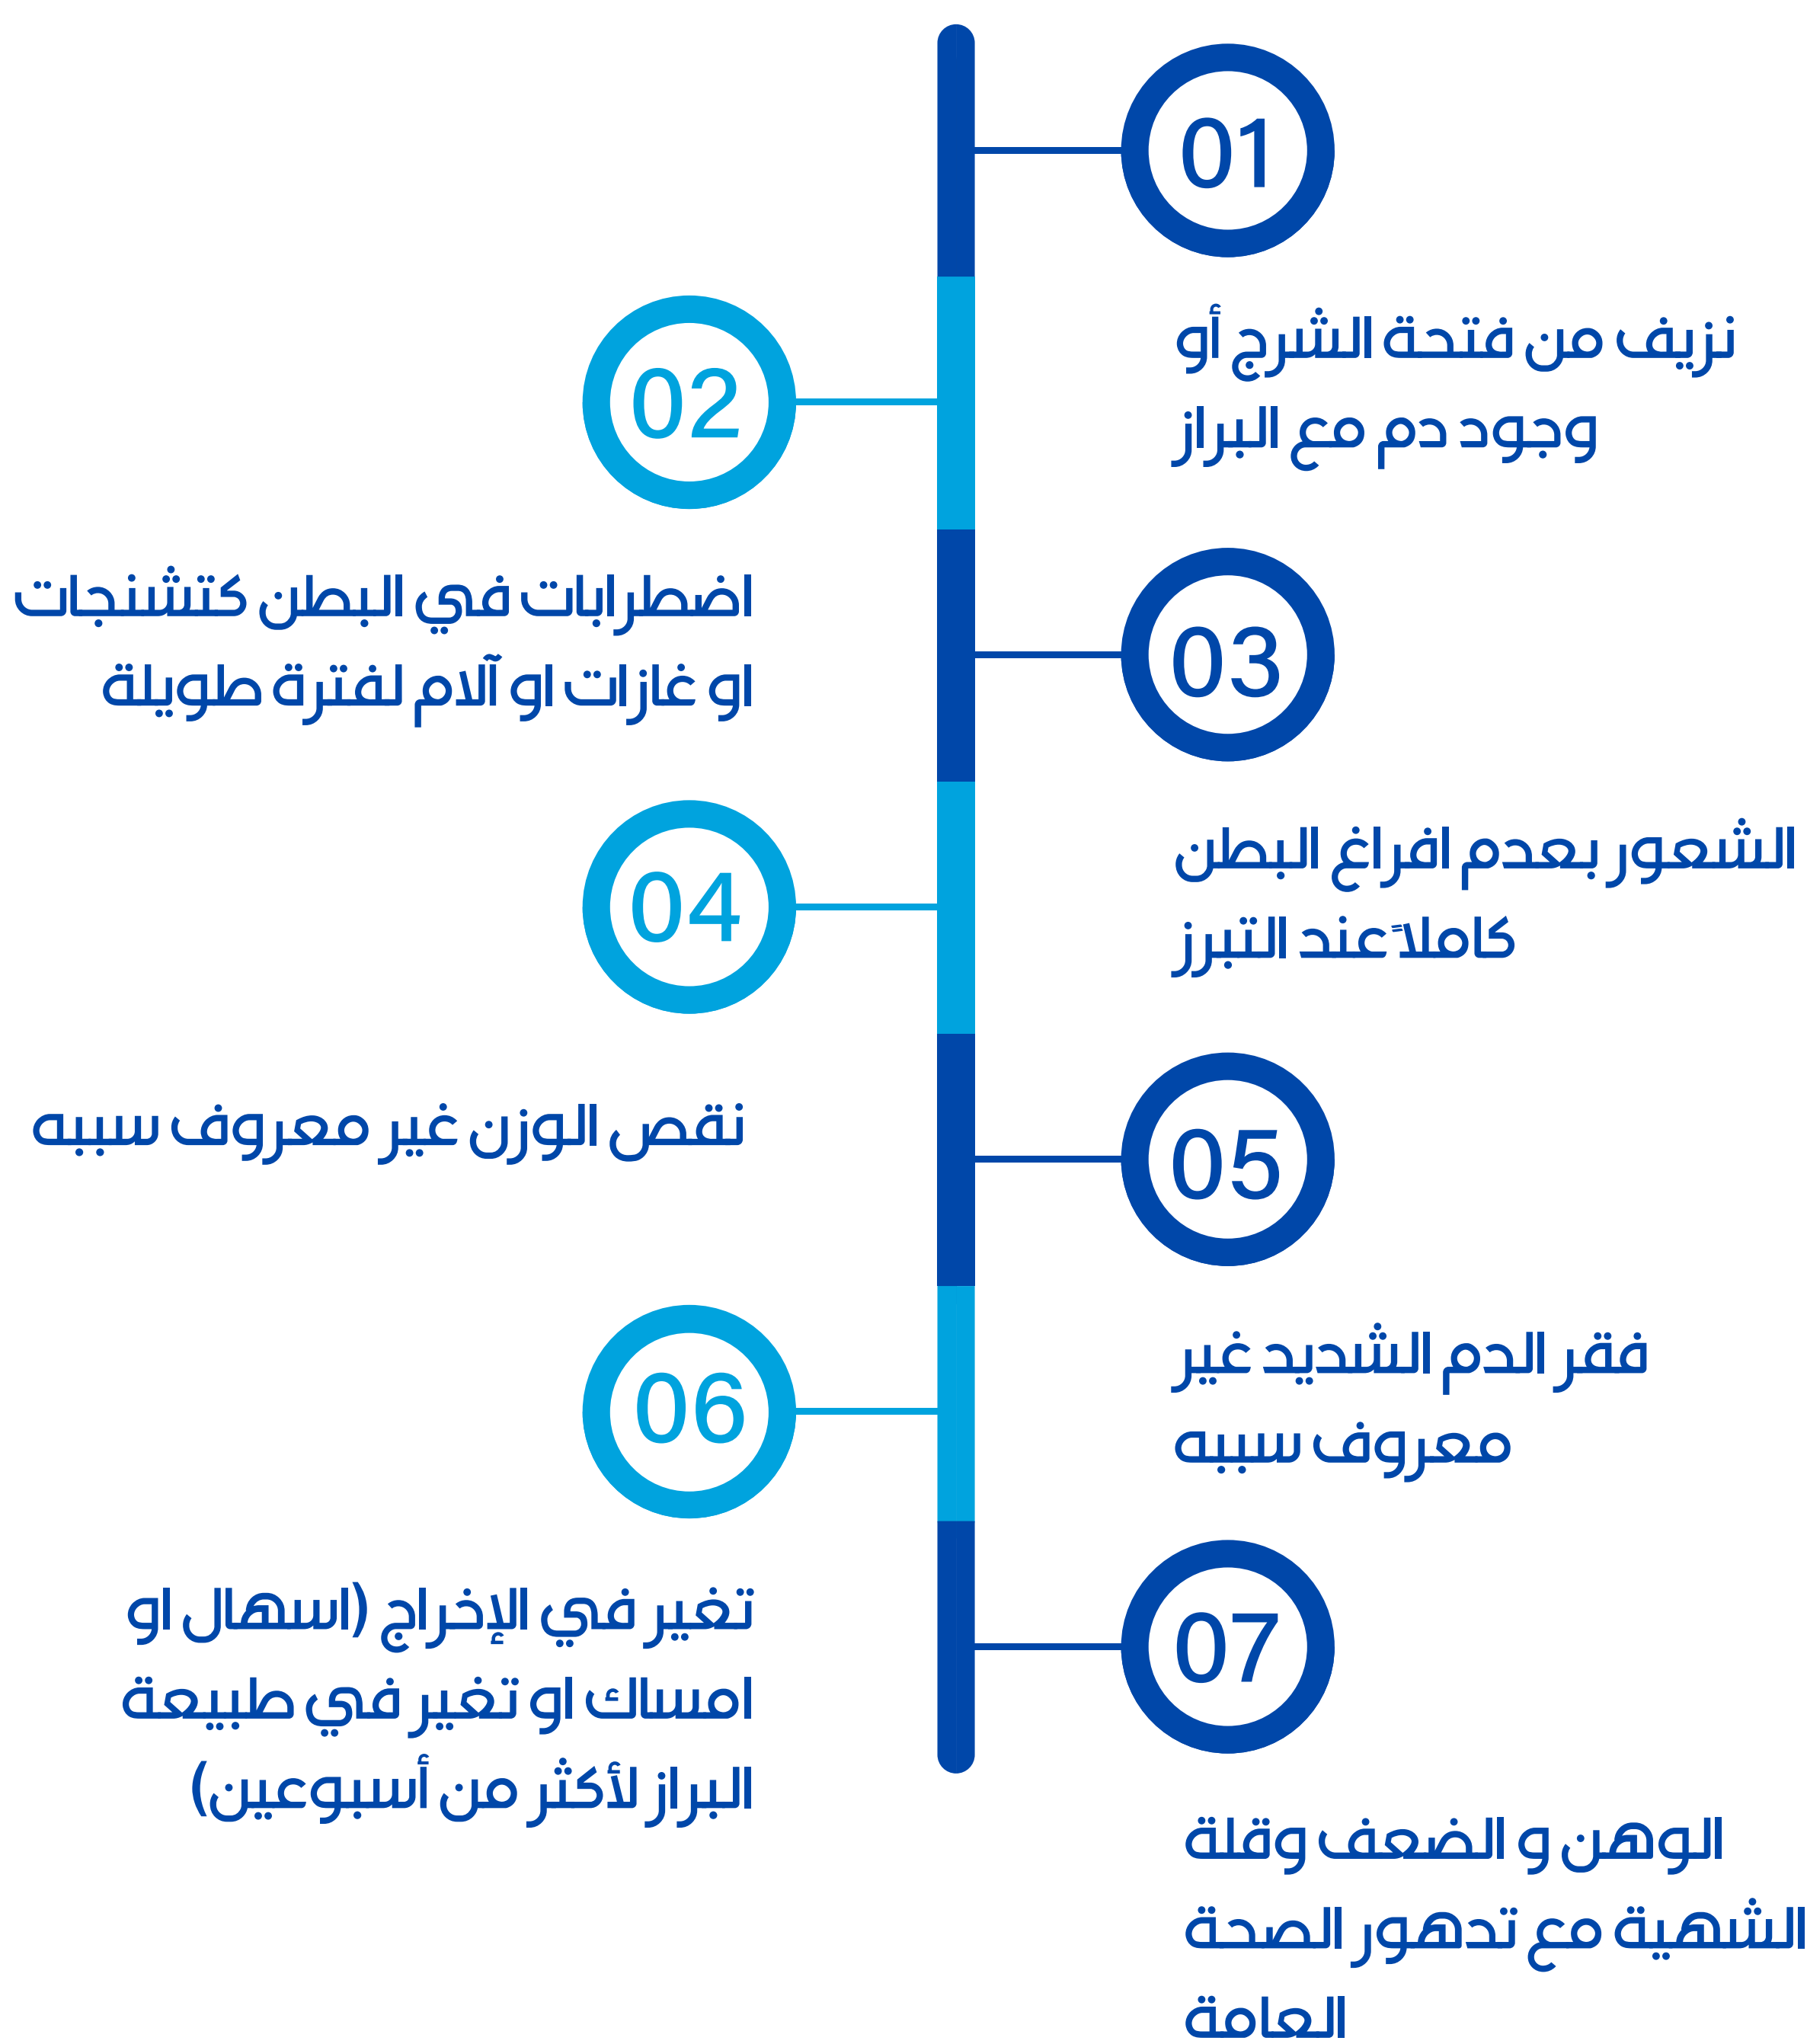 01
نزيف من فتحة الشرج أو
وجود دم مع البراز
02
اضطرابات في البطن كتشنجات
او غازات او آلام لفترة طويلة
03
الشعور بعدم افراغ البطن
كاملاً عند التبرز
04
نقص الوزن غير معروف سببه
05
فقر الدم الشديد غير
معروف سببه
06
تغير في الإخراج (اسهال او
امساك او تغير في طبيعة
البراز لأكثر من أسبوعين)
07
الوهن و الضعف وقلة
الشهية مع تدهور الصحة
العامة